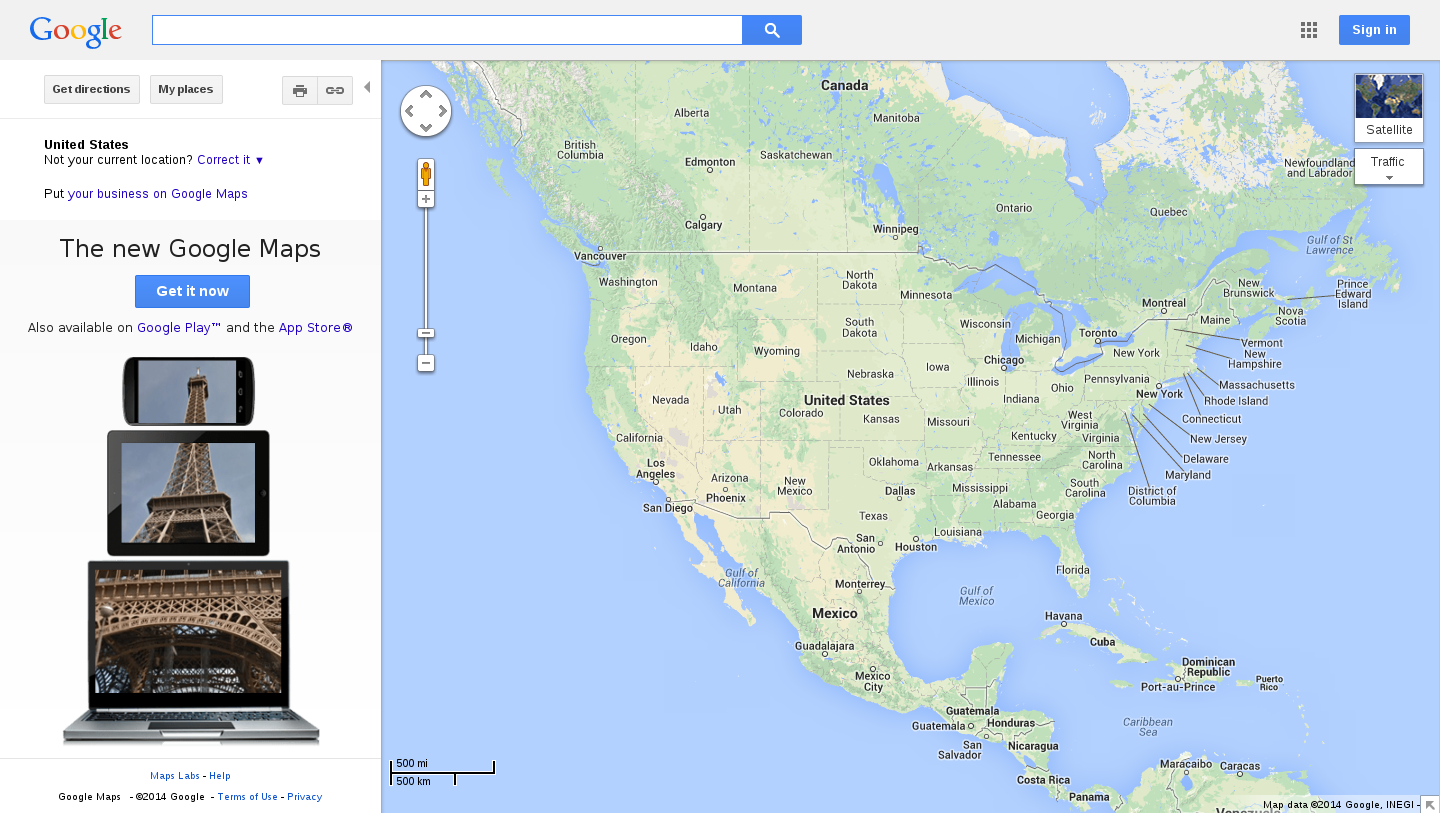 Google
Sign in
Get directions
My places
United States
Not your current location? Correct it ▼
Put your business on Google Maps
The new Google Maps
Get it now
Also available on Google Play™ and the App Store®
Maps Labs - Help
Google Maps - ©2014 Google - Terms of Use - Privacy
Satellite
Traffic
Canada
Alberta
Manitoba
British
Columbia
Saskatchewan
Edmonton
Newfoundland
and Labrador
Ontario
Quebec
Calgary
Winnipeg
Gulf of St
Lawrence
Vancouver
Washington
Montana
North
Dakota
Minnesota
New
Brunswick
Prince
Edward
Island
Montreal
Nova
Scotia
Maine
Oregon
Idaho
Wyoming
South
Dakota
Wisconsin
Michigan
Toronto
Vermont
New York
New
Hampshire
Chicago
Nebraska
Iowa
Illinois
Indiana
Ohio
Pennsylvania
New York
Massachusetts
Rhode Island
Connecticut
Nevada
Utah
Colorado
United States
Kansas
Missouri
West
Virginia
Kentucky
Virginia
New Jersey
Delaware
Maryland
District of
Columbia
California
Los
Angeles
San Diego
Arizona
Phoenix
New
Mexico
Oklahoma
Arkansas
Tennessee
North
Carolina
South
Carolina
Mississippi
Alabama
Georgia
Dallas
Texas
Louisiana
San
Antonio
Houston
Florida
Gulf of
California
Monterrey
Gulf of
Mexico
Mexico
Havana
Cuba
Guadalajara
Mexico
City
Dominican
Republic
Port-au-Prince
Puerto
Rico
Guatemala
Guatemala
Honduras
San
Salvador
Nicaragua
Caribbean
Sea
Costa Rica
Panama
Maracaibo
Caracas
Venezuela
500 mi
500 km
Map data ©2014 Google, INEGI -